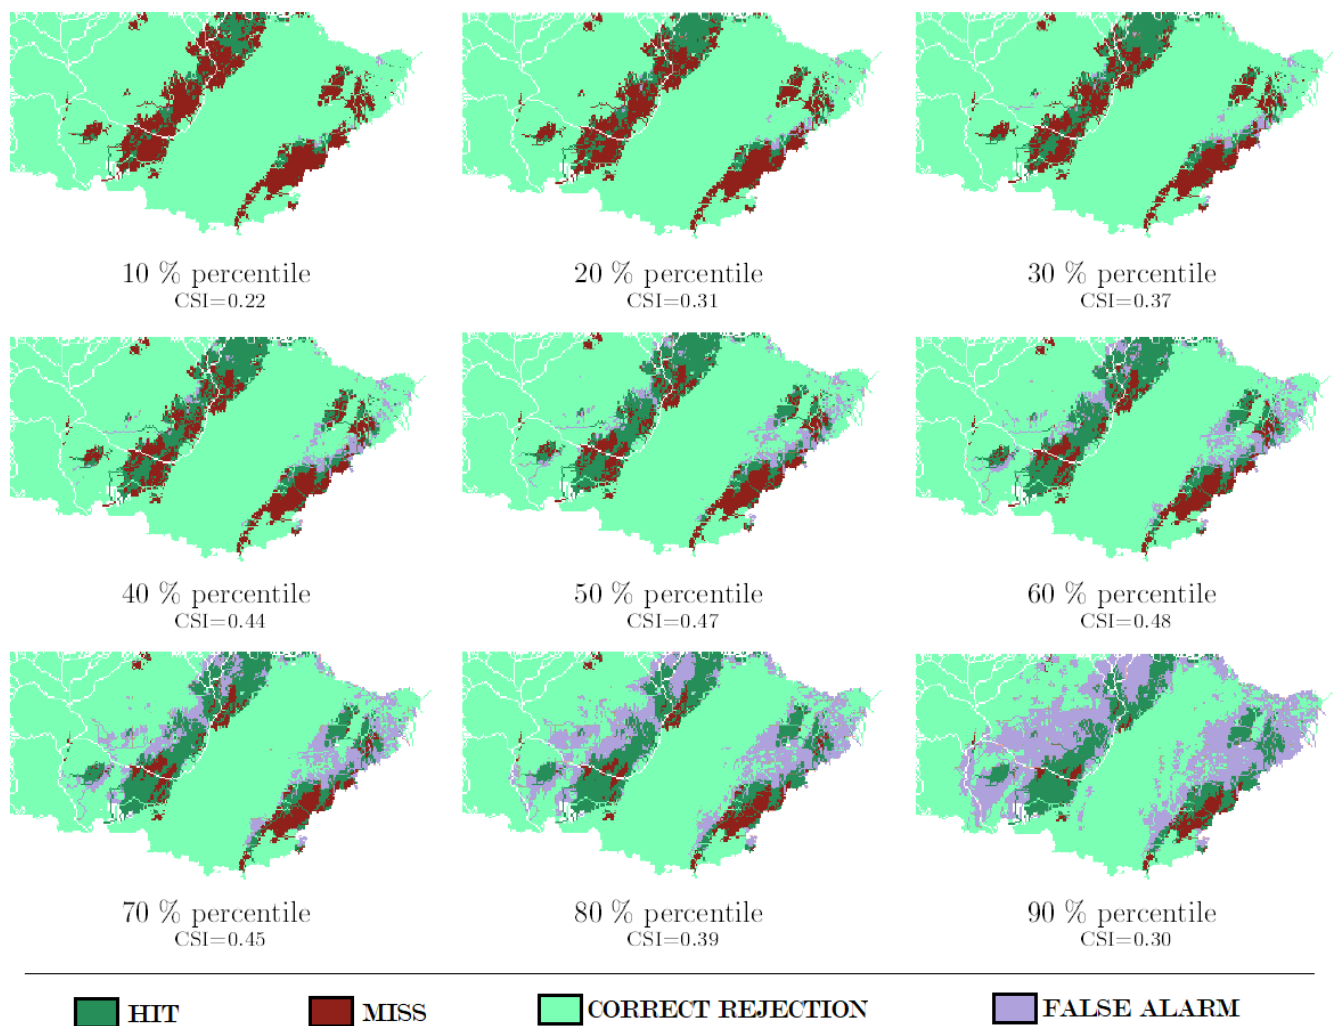 10 % percentile
CSI=0.22
20 % percentile
CSI=0.31
30 % percentile
CSI=0.37
40 % percentile
CSI=0.44
50 % percentile
CSI=0.47
60 % percentile
CSI=0.48
70 % percentile
CSI=0.45
80 % percentile
CSI=0.39
90 % percentile
CSI=0.30
HIT
MISS
CORRECT REJECTION
FALSE ALARM